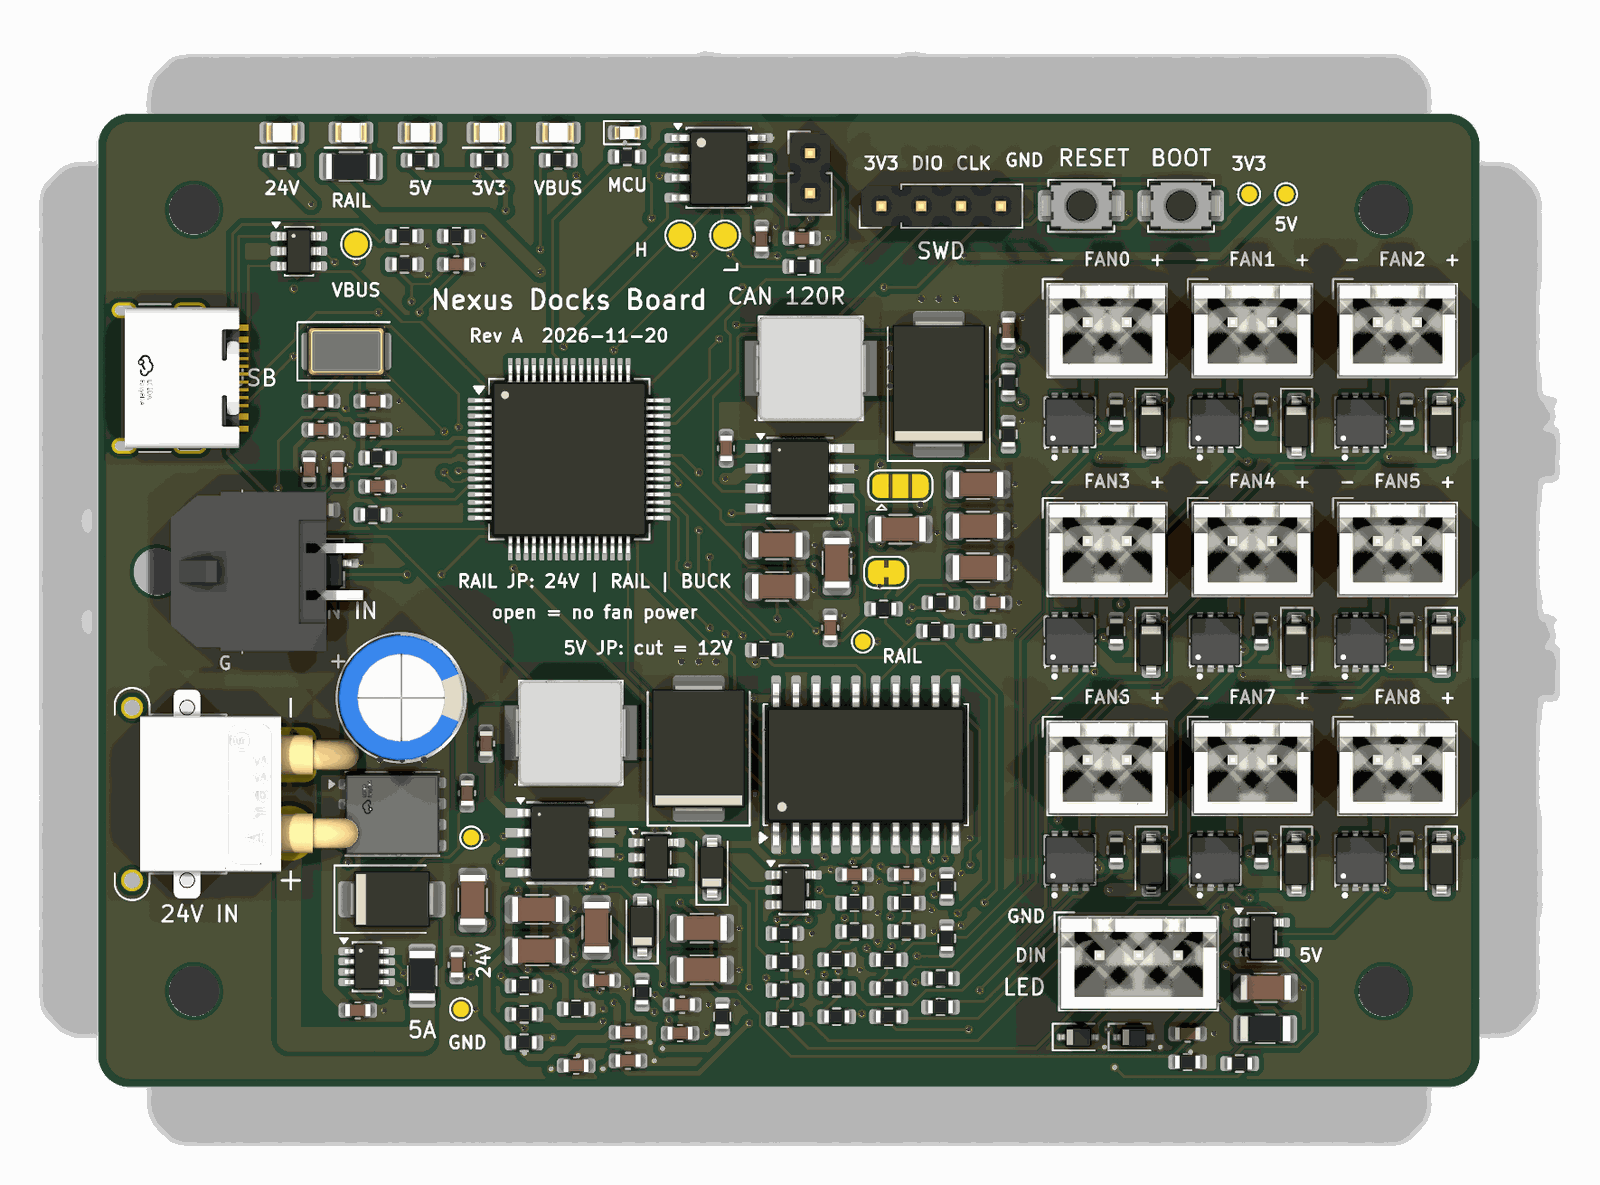 24V
RAIL
5V
3V3
VBUS
MCU
3V3 DIO CLK GND RESET BOOT 3V3
5V
SWD
H
L
VBUS
Nexus Docks Board
CAN 120R
Rev A 2026-11-20
- FAN0 +
- FAN1 +
- FAN2 +
SB
- FAN3 +
- FAN4 +
- FAN5 +
RAIL JP: 24V | RAIL | BUCK
open = no fan power
5V JP: cut = 12V
RAIL
N IN
G +
- FAN6 +
- FAN7 +
- FAN8 +
-
+
24V IN
24V
5A
GND
GND
DIN
LED
5V